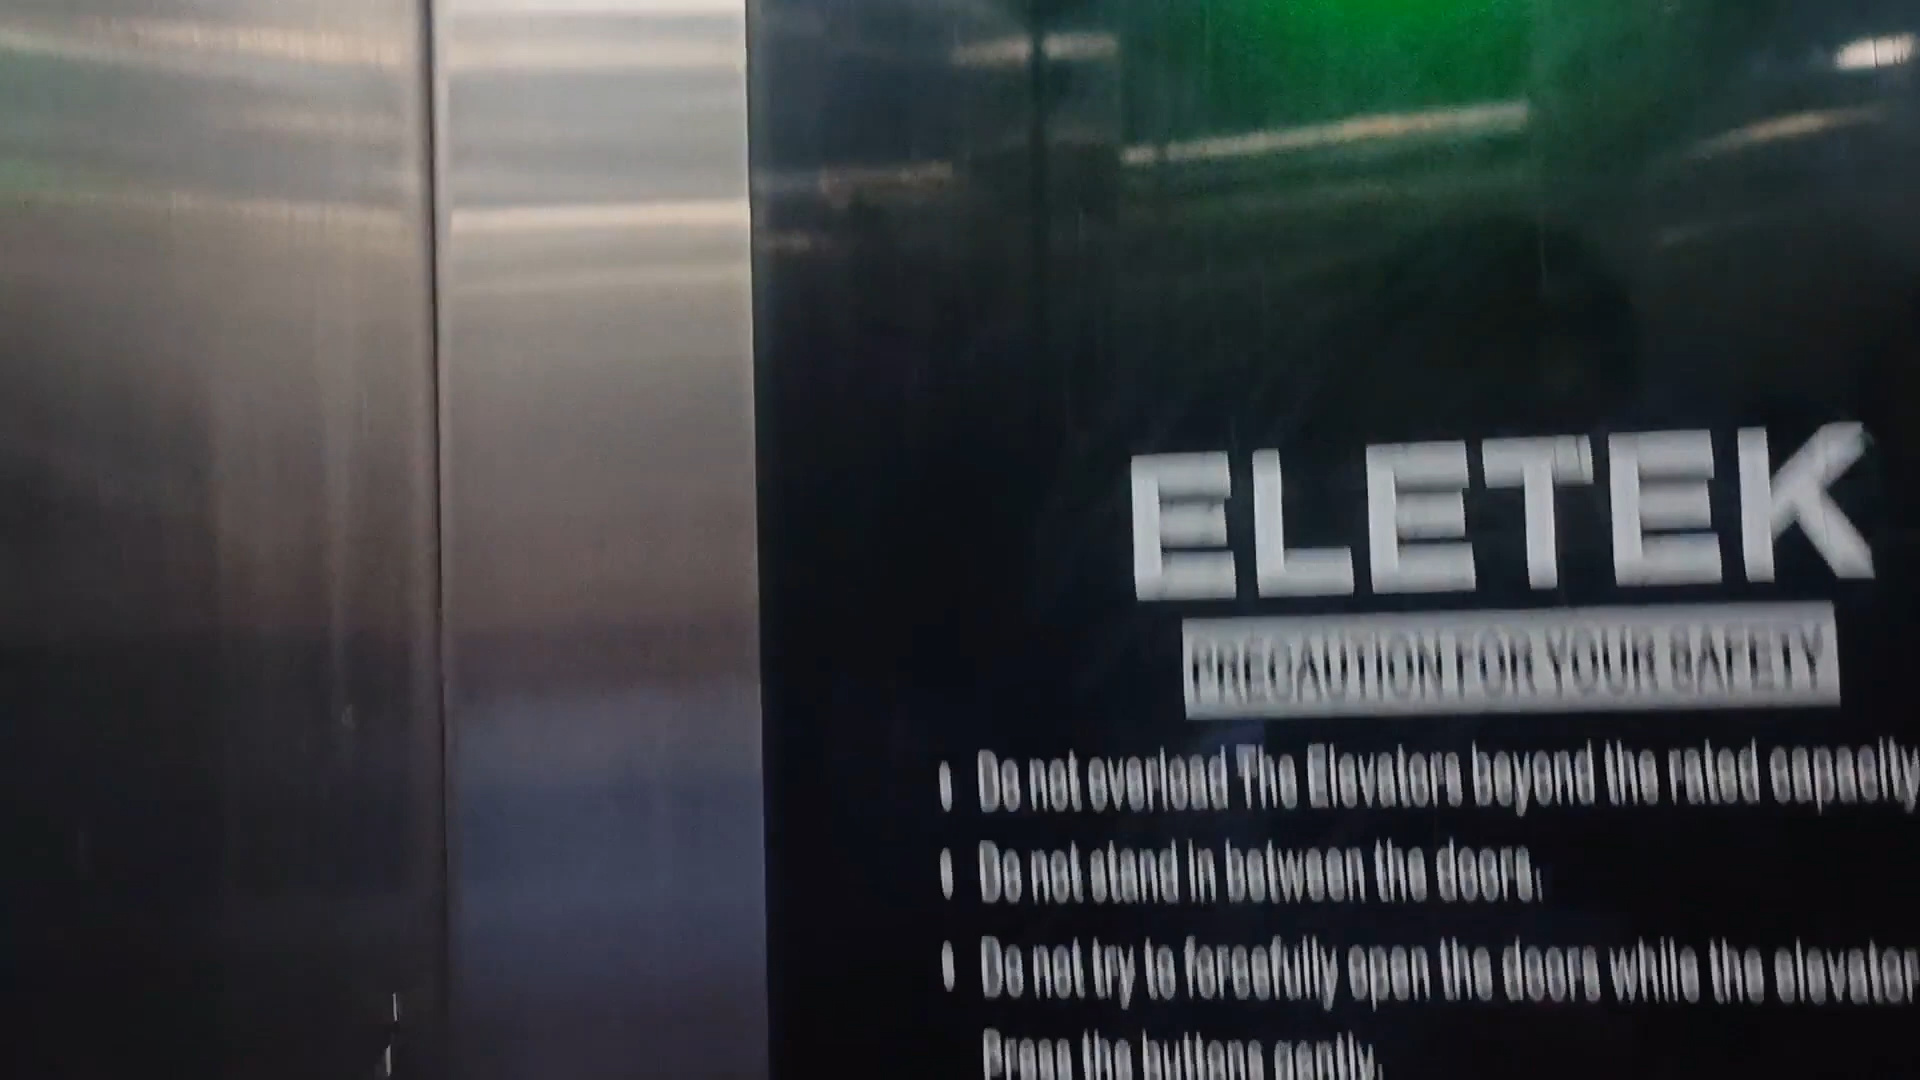 ELETEK
PRECAUTION FOR YOUR SAFETY
Do not overload The Elevators beyond the rated capacity
Do not stand in between the doors.
Do not try to forcefully open the doors while the elevator
Press the buttons gently.